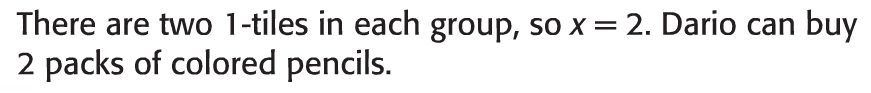 There are two 1-tiles in each group, so x = 2. Dario can buy
2 packs of colored pencils.